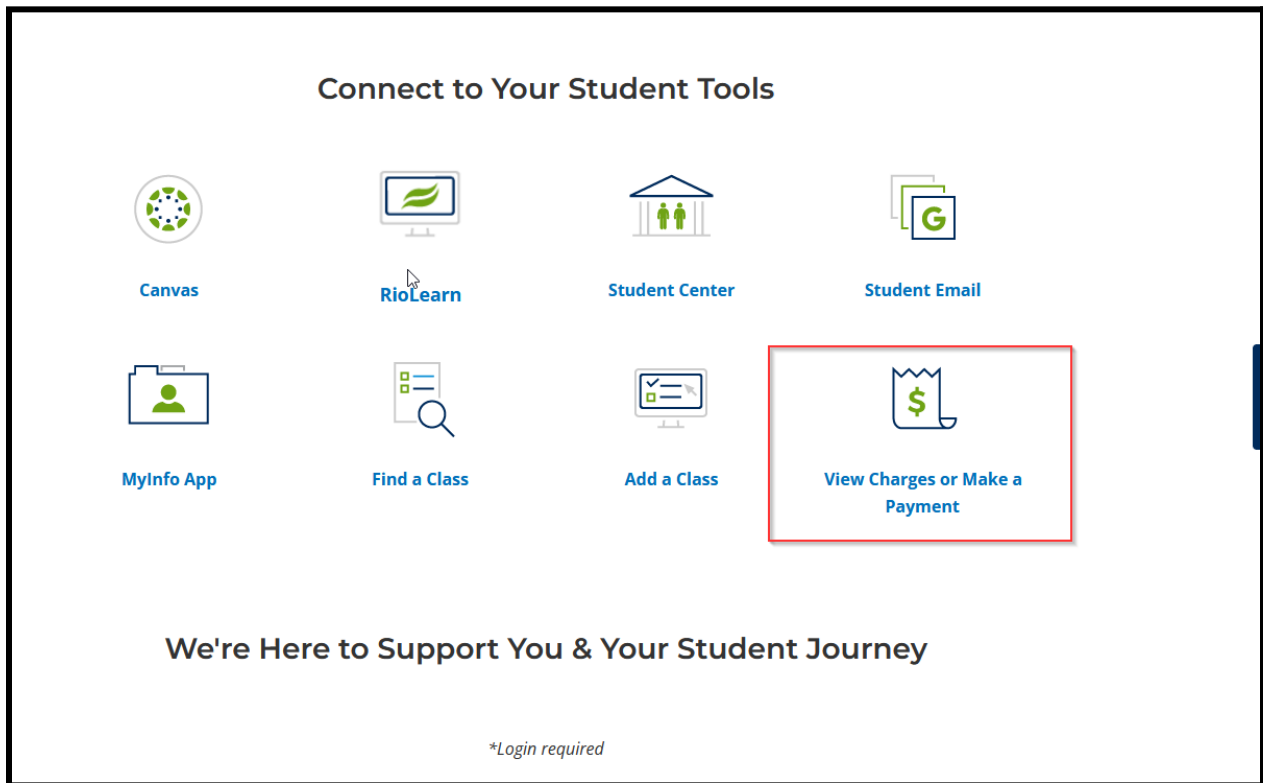 Connect to Your Student Tools
Canvas
RioLearn
Student Center
Student Email
G
MyInfo App
Find a Class
Add a Class
$
View Charges or Make a
Payment
We're Here to Support You & Your Student Journey
*Login required